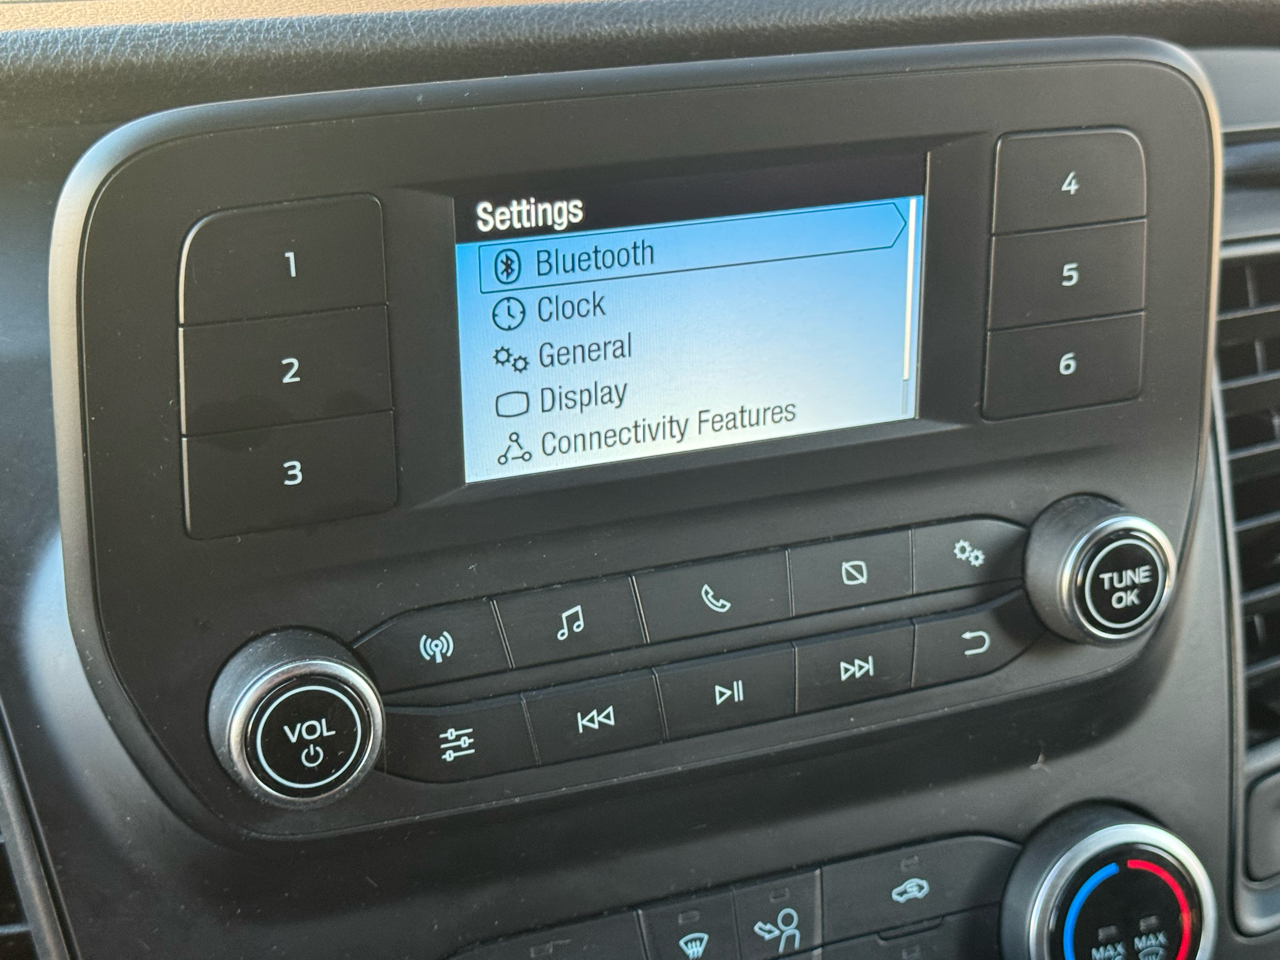 Settings
Bluetooth
Clock
General
Display
Connectivity Features
1
2
3
4
5
6
VOL
TUNE
OK
MAX
MAX